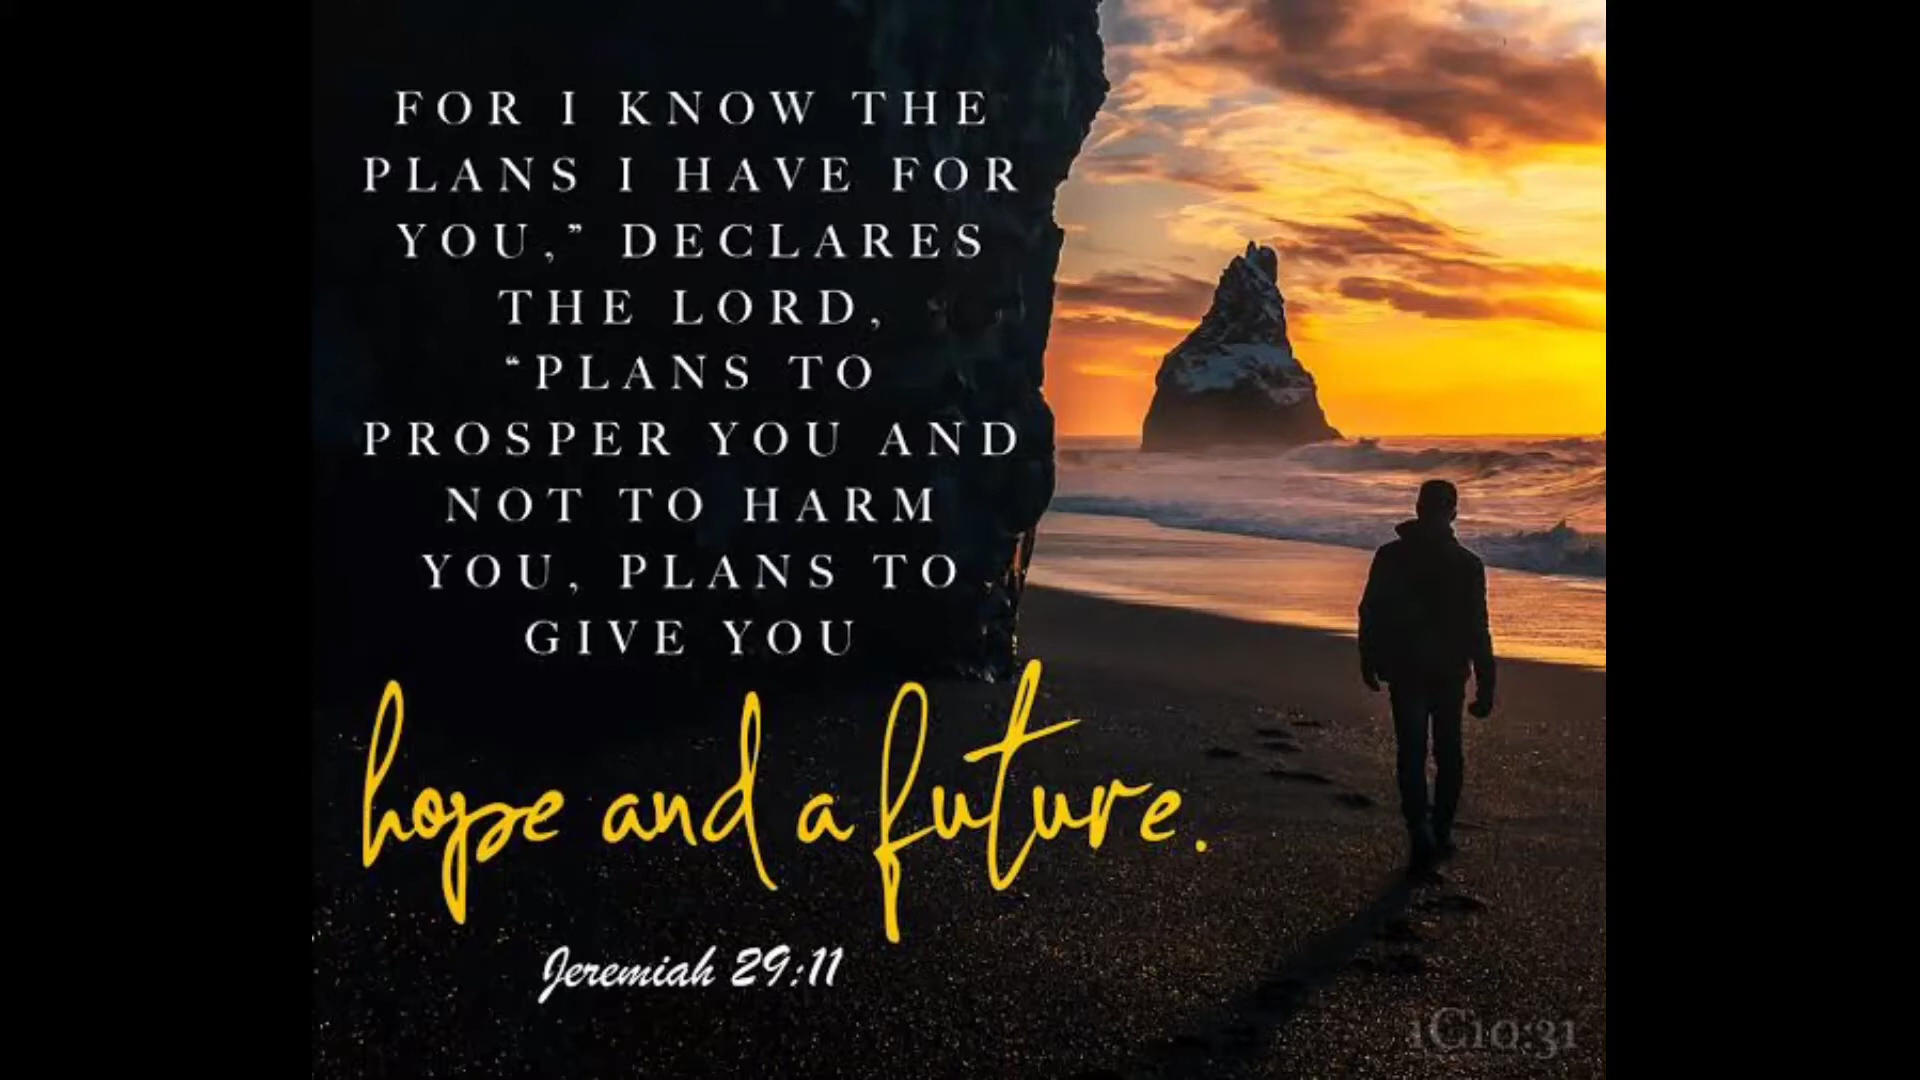 FOR I KNOW THE
PLANS I HAVE FOR
YOU,” DECLARES
THE LORD,
“PLANS TO
PROSPER YOU AND
NOT TO HARM
YOU, PLANS TO
GIVE YOU
hope and a future.
Jeremiah 29:11
1C10:31